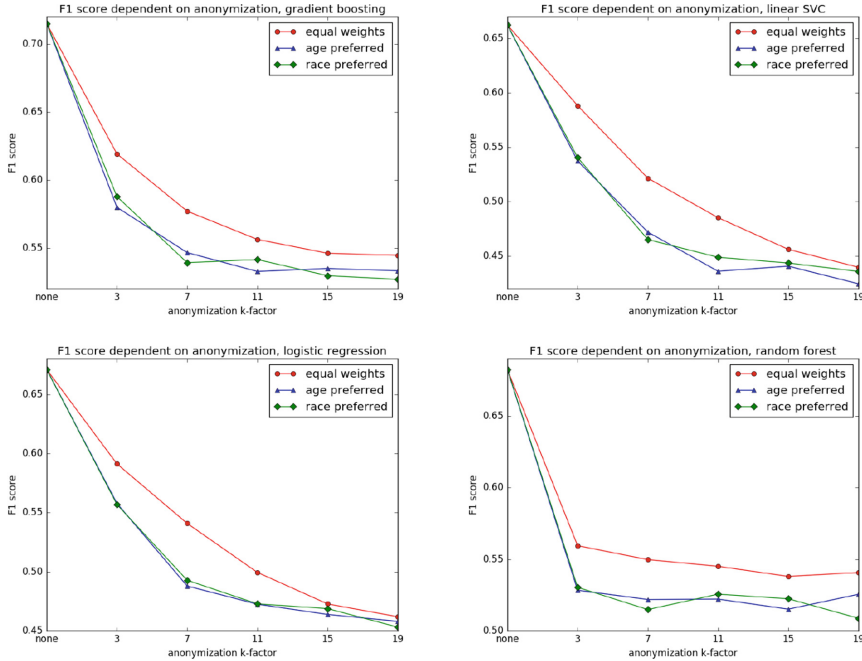 F1 score dependent on anonymization, gradient boosting
equal weights
age preferred
race preferred
F1 score
0.70
0.65
0.60
0.55
none 3 7 11 15 19
anonymization k-factor
F1 score dependent on anonymization, linear SVC
equal weights
age preferred
race preferred
F1 score
0.65
0.60
0.55
0.50
0.45
none 3 7 11 15 19
anonymization k-factor
F1 score dependent on anonymization, logistic regression
equal weights
age preferred
race preferred
F1 score
0.65
0.60
0.55
0.50
0.45
none 3 7 11 15 19
anonymization k-factor
F1 score dependent on anonymization, random forest
equal weights
age preferred
race preferred
F1 score
0.65
0.60
0.55
0.50
none 3 7 11 15 19
anonymization k-factor